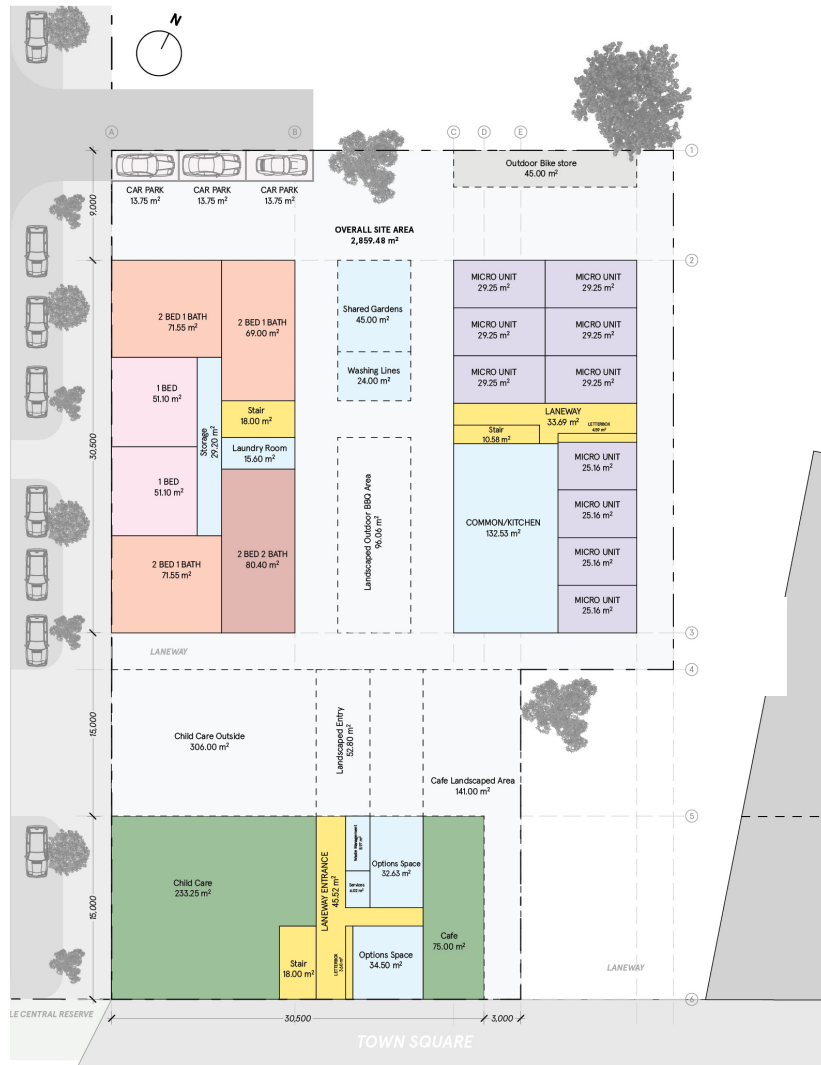 N
A
B
C
D
E
1
CAR PARK
13.75 m²
CAR PARK
13.75 m²
CAR PARK
13.75 m²
Outdoor Bike store
45.00 m²
9,000
OVERALL SITE AREA
2,859.48 m²
2
2 BED 1 BATH
71.55 m²
2 BED 1 BATH
69.00 m²
Shared Gardens
45.00 m²
Washing Lines
24.00 m²
MICRO UNIT
29.25 m²
MICRO UNIT
29.25 m²
MICRO UNIT
29.25 m²
MICRO UNIT
29.25 m²
MICRO UNIT
29.25 m²
MICRO UNIT
29.25 m²
1 BED
51.10 m²
Storage
29.20 m²
Stair
18.00 m²
Laundry Room
15.60 m²
LANEWAY
33.69 m²
Stair
10.58 m²
LETTERBOX
30,500
1 BED
51.10 m²
Landscaped Outdoor BBQ Area
96.06 m²
COMMON/KITCHEN
132.53 m²
MICRO UNIT
25.16 m²
MICRO UNIT
25.16 m²
MICRO UNIT
25.16 m²
MICRO UNIT
25.16 m²
2 BED 1 BATH
71.55 m²
2 BED 2 BATH
80.40 m²
3
LANEWAY
4
15,000
Child Care Outside
306.00 m²
Landscaped Entry
52.80 m²
Cafe Landscaped Area
141.00 m²
5
15,000
Child Care
233.25 m²
LANEWAY ENTRANCE
45.52 m²
Waste Management
Services
6.02 m²
Options Space
32.63 m²
Stair
18.00 m²
LETTERBOX
Options Space
34.50 m²
Cafe
75.00 m²
LANEWAY
6
LE CENTRAL RESERVE
30,500
3,000
TOWN SQUARE